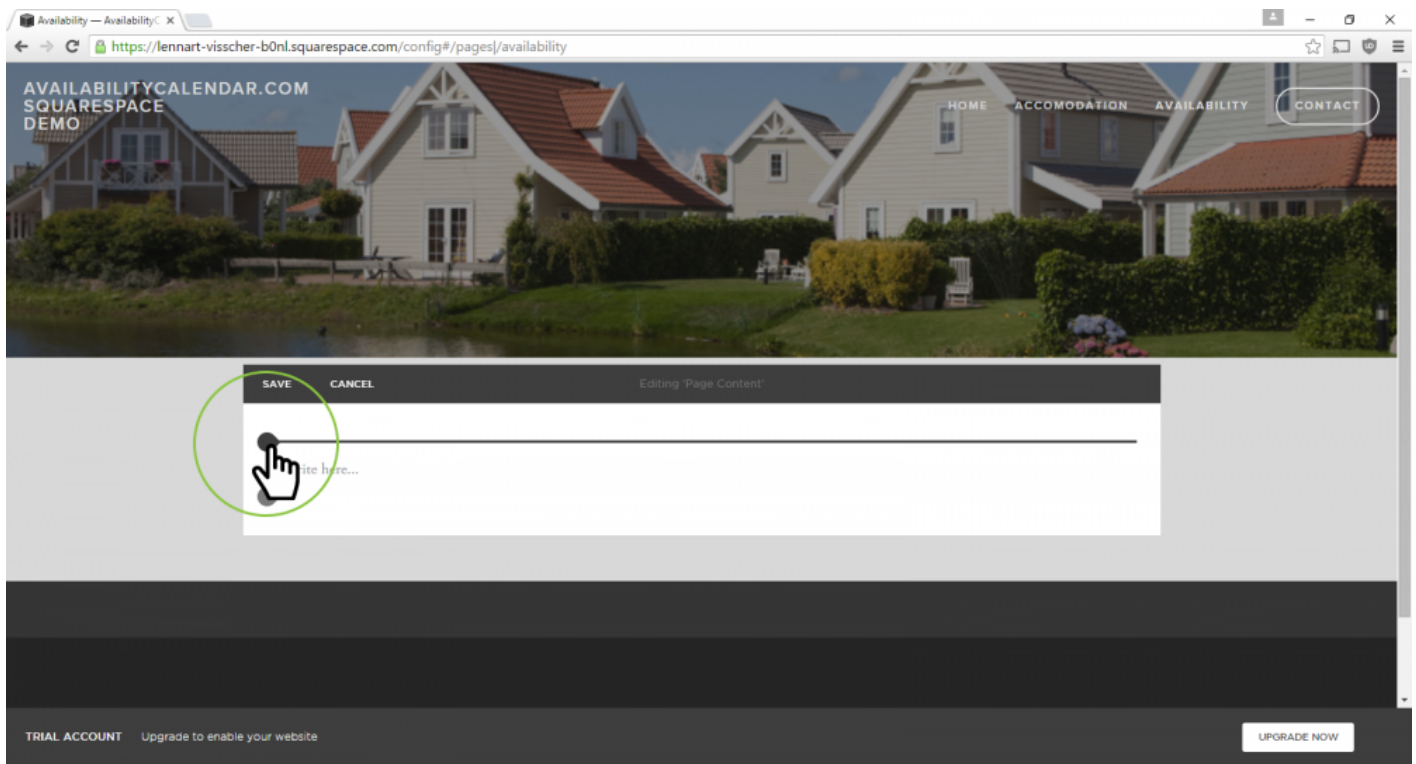 Availability — Availability
https://lennart-visscher-b0nl.squarespace.com/config#/pages|/availability
AVAILABILITYCALENDAR.COM
SQUARESPACE
DEMO
HOME ACCOMODATION AVAILABILITY CONTACT
SAVE CANCEL Editing 'Page Content'
here...
TRIAL ACCOUNT Upgrade to enable your website UPGRADE NOW